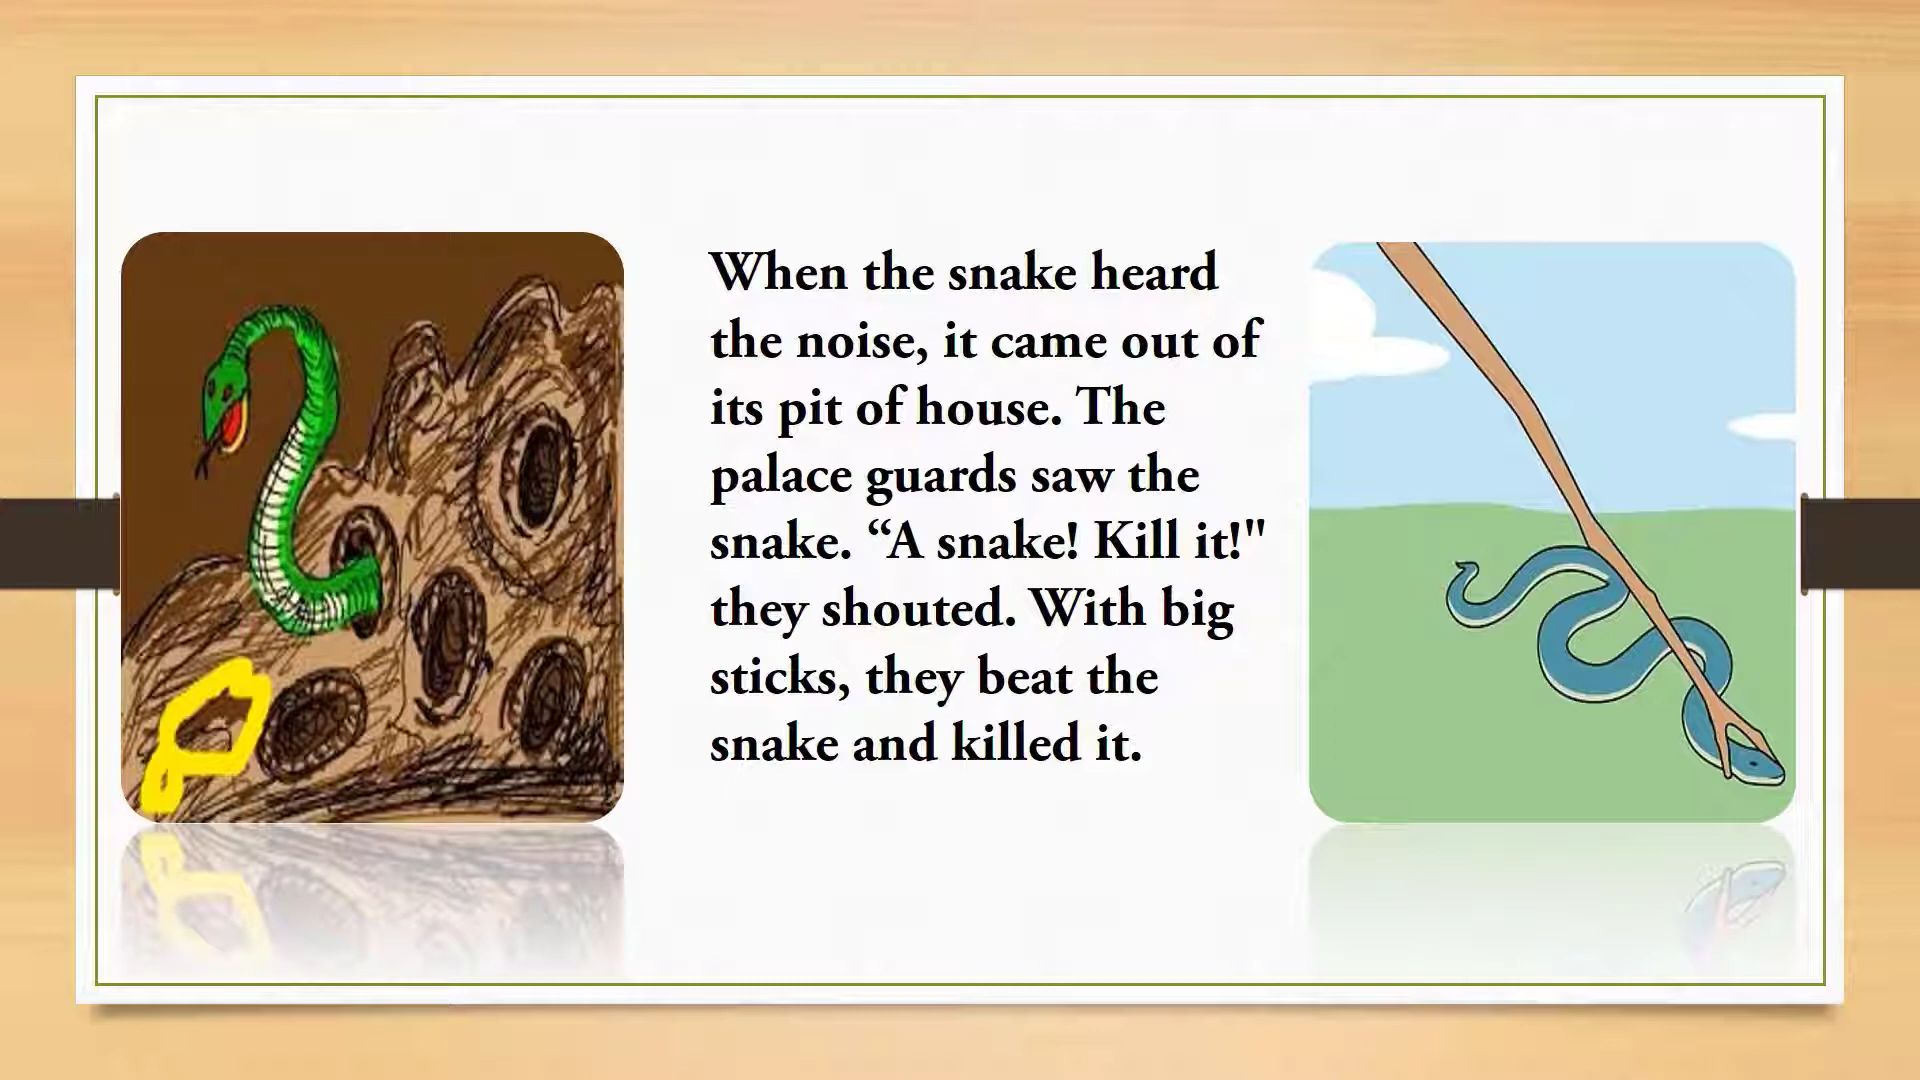 When the snake heard
the noise, it came out of
its pit of house. The
palace guards saw the
snake. “A snake! Kill it!"
they shouted. With big
sticks, they beat the
snake and killed it.